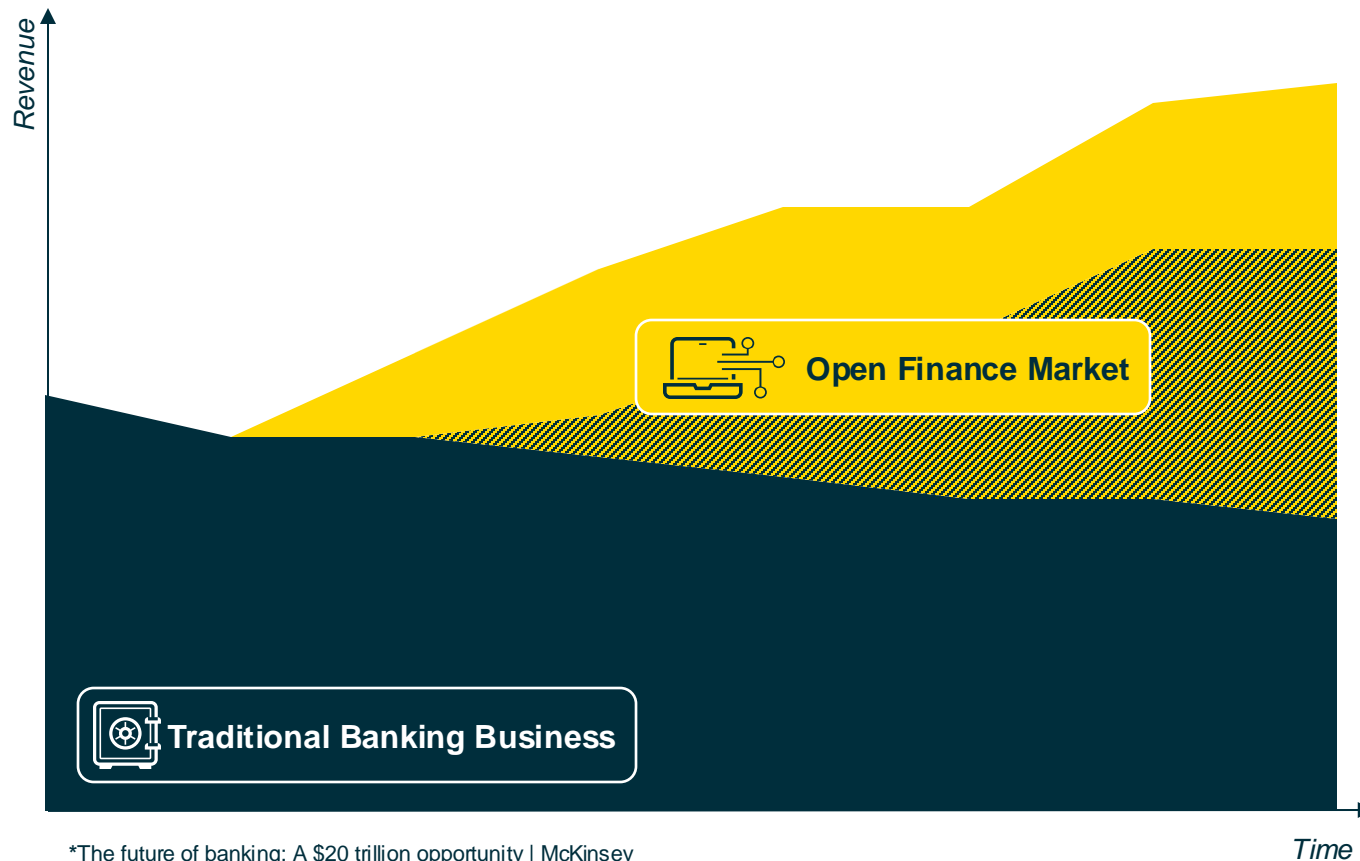 Revenue
Open Finance Market
Traditional Banking Business
Time
*The future of banking: A $20 trillion opportunity | McKinsey